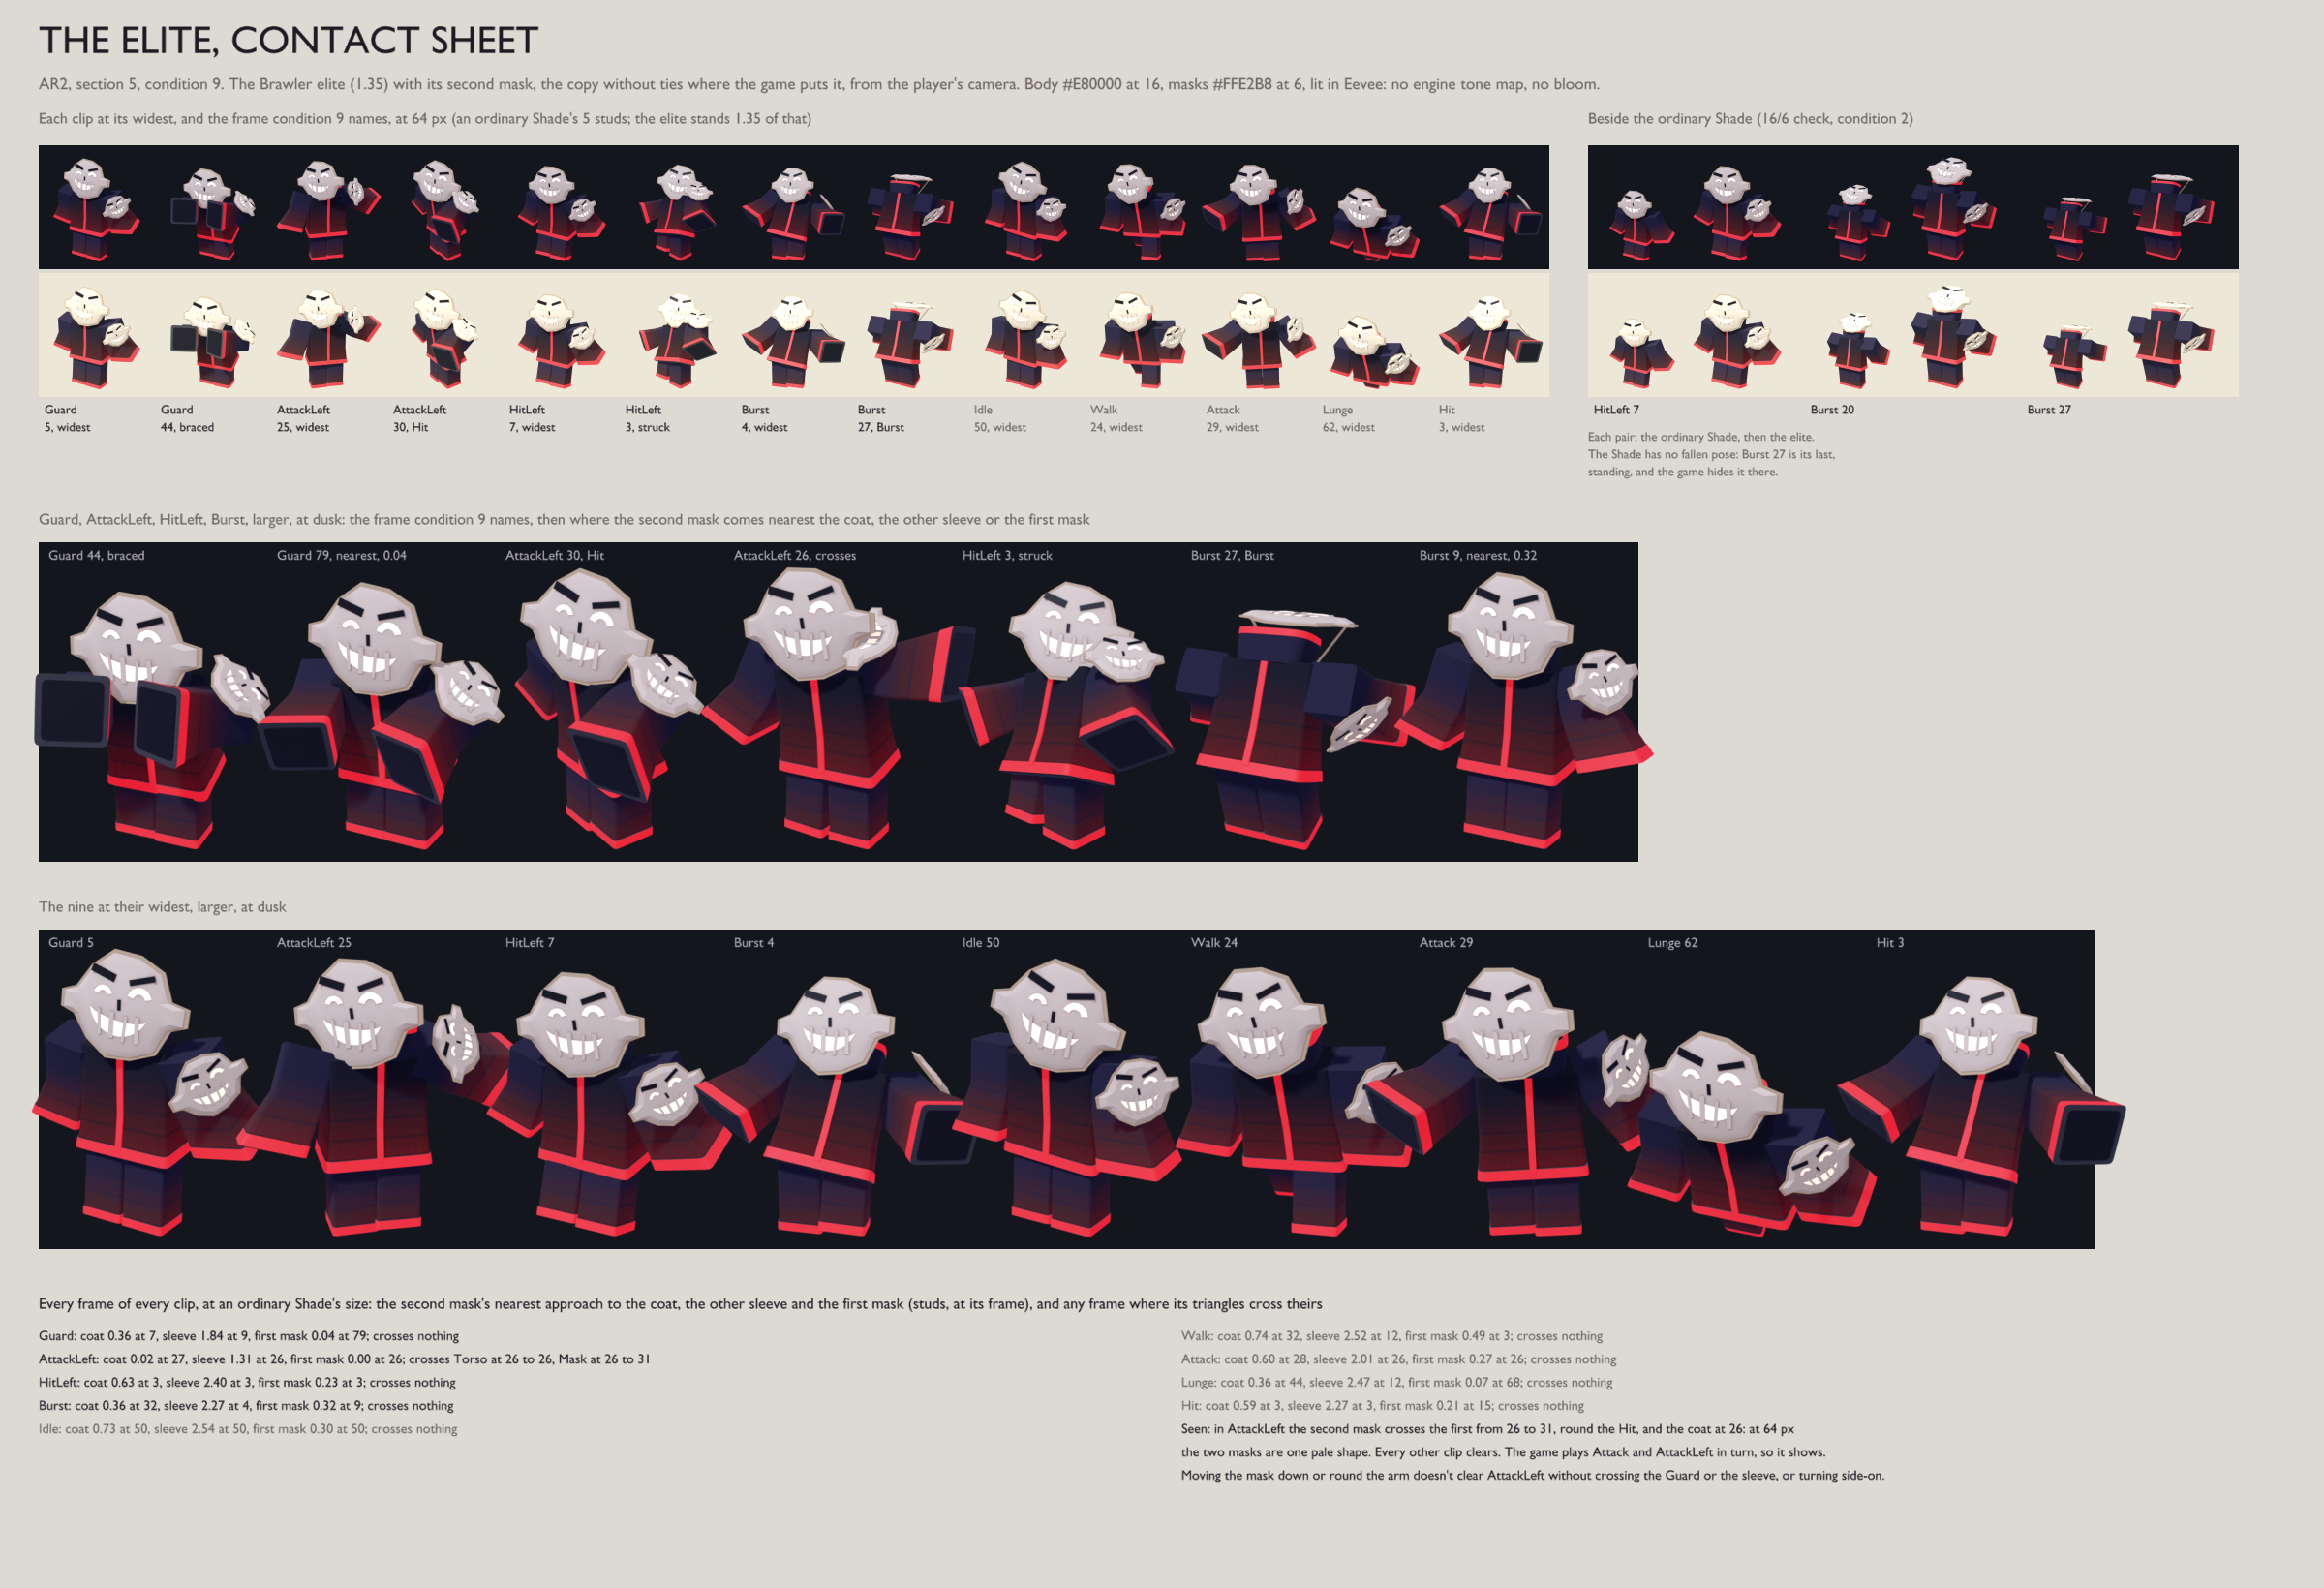 THE ELITE, CONTACT SHEET
AR2, section 5, condition 9. The Brawler elite (1.35) with its second mask, the copy without ties where the game puts it, from the player's camera. Body #E80000 at 16, masks #FFE2B8 at 6, lit in Eevee: no engine tone map, no bloom.
Each clip at its widest, and the frame condition 9 names, at 64 px (an ordinary Shade's 5 studs; the elite stands 1.35 of that)
Guard
5, widest
Guard
44, braced
AttackLeft
25, widest
AttackLeft
30, Hit
HitLeft
7, widest
HitLeft
3, struck
Burst
4, widest
Burst
27, Burst
Idle
50, widest
Walk
24, widest
Attack
29, widest
Lunge
62, widest
Hit
3, widest
Beside the ordinary Shade (16/6 check, condition 2)
HitLeft 7
Burst 20
Burst 27
Each pair: the ordinary Shade, then the elite.
The Shade has no fallen pose: Burst 27 is its last,
standing, and the game hides it there.
Guard, AttackLeft, HitLeft, Burst, larger, at dusk: the frame condition 9 names, then where the second mask comes nearest the coat, the other sleeve or the first mask
Guard 44, braced
Guard 79, nearest, 0.04
AttackLeft 30, Hit
AttackLeft 26, crosses
HitLeft 3, struck
Burst 27, Burst
Burst 9, nearest, 0.32
The nine at their widest, larger, at dusk
Guard 5
AttackLeft 25
HitLeft 7
Burst 4
Idle 50
Walk 24
Attack 29
Lunge 62
Hit 3
Every frame of every clip, at an ordinary Shade's size: the second mask's nearest approach to the coat, the other sleeve and the first mask (studs, at its frame), and any frame where its triangles cross theirs
Guard: coat 0.36 at 7, sleeve 1.84 at 9, first mask 0.04 at 79; crosses nothing
AttackLeft: coat 0.02 at 27, sleeve 1.31 at 26, first mask 0.00 at 26; crosses Torso at 26 to 26, Mask at 26 to 31
HitLeft: coat 0.63 at 3, sleeve 2.40 at 3, first mask 0.23 at 3; crosses nothing
Burst: coat 0.36 at 32, sleeve 2.27 at 4, first mask 0.32 at 9; crosses nothing
Idle: coat 0.73 at 50, sleeve 2.54 at 50, first mask 0.30 at 50; crosses nothing
Walk: coat 0.74 at 32, sleeve 2.52 at 12, first mask 0.49 at 3; crosses nothing
Attack: coat 0.60 at 28, sleeve 2.01 at 26, first mask 0.27 at 26; crosses nothing
Lunge: coat 0.36 at 44, sleeve 2.47 at 12, first mask 0.07 at 68; crosses nothing
Hit: coat 0.59 at 3, sleeve 2.27 at 3, first mask 0.21 at 15; crosses nothing
Seen: in AttackLeft the second mask crosses the first from 26 to 31, round the Hit, and the coat at 26: at 64 px
the two masks are one pale shape. Every other clip clears. The game plays Attack and AttackLeft in turn, so it shows.
Moving the mask down or round the arm doesn't clear AttackLeft without crossing the Guard or the sleeve, or turning side-on.